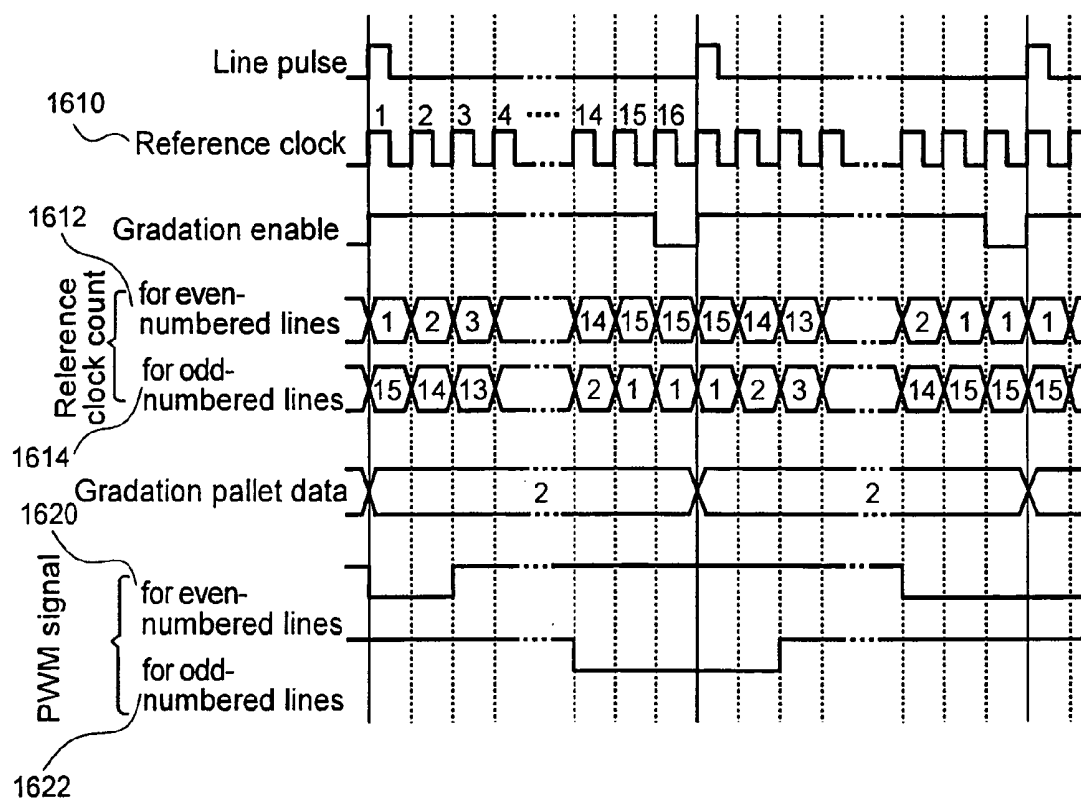 Line pulse
1610
1 2 3 4 ···· 14 15 16
Reference clock
1612
Gradation enable
Relerence clock count
for even-
numbered lines
1 2 3 14 15 15 15 14 13 2 1 1 1
for odd-
numbered lines
15 14 13 2 1 1 1 2 3 14 15 15 15
1614
Gradation pallet data
2 2
1620
PWM signal
for even-
numbered lines
for odd-
numbered lines
1622